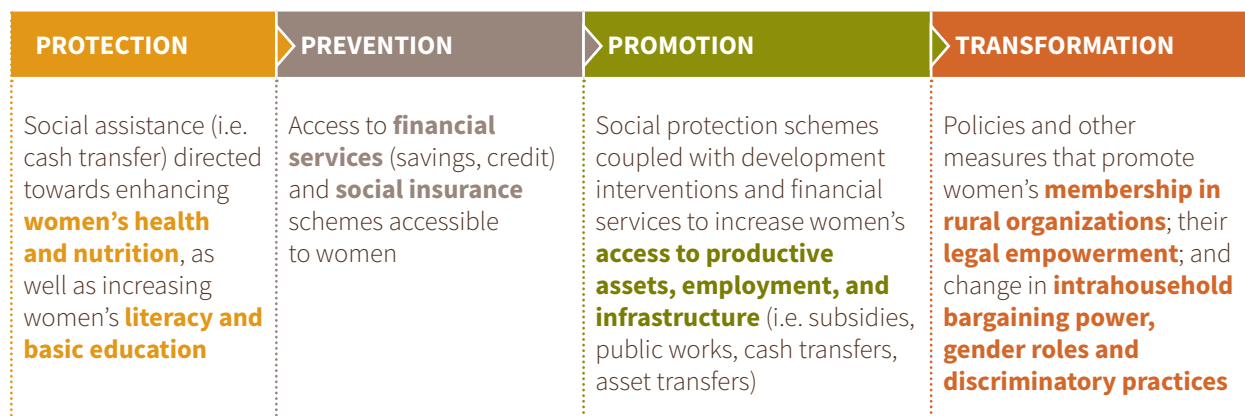 PROTECTION
PREVENTION
PROMOTION
TRANSFORMATION
Social assistance (i.e.
cash transfer) directed
towards enhancing
women’s health
and nutrition, as
well as increasing
women’s literacy and
basic education
Access to financial
services (savings, credit)
and social insurance
schemes accessible
to women
Social protection schemes
coupled with development
interventions and financial
services to increase women’s
access to productive
assets, employment, and
infrastructure (i.e. subsidies,
public works, cash transfers,
asset transfers)
Policies and other
measures that promote
women’s membership in
rural organizations; their
legal empowerment; and
change in intrahousehold
bargaining power,
gender roles and
discriminatory practices